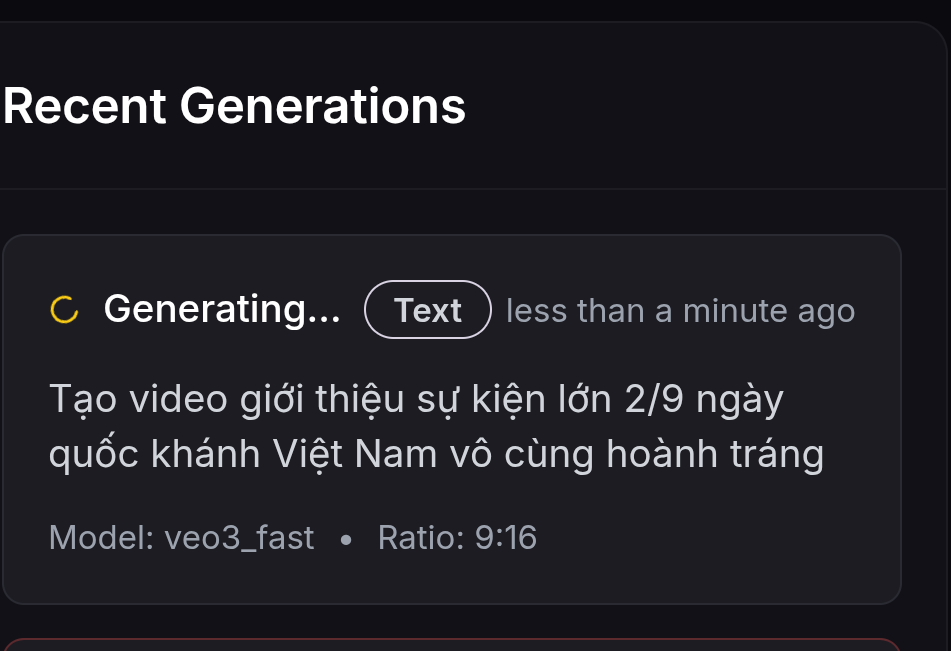 Recent Generations
Generating... Text less than a minute ago
Tạo video giới thiệu sự kiện lớn 2/9 ngày
quốc khánh Việt Nam vô cùng hoành tráng
Model: veo3_fast • Ratio: 9:16